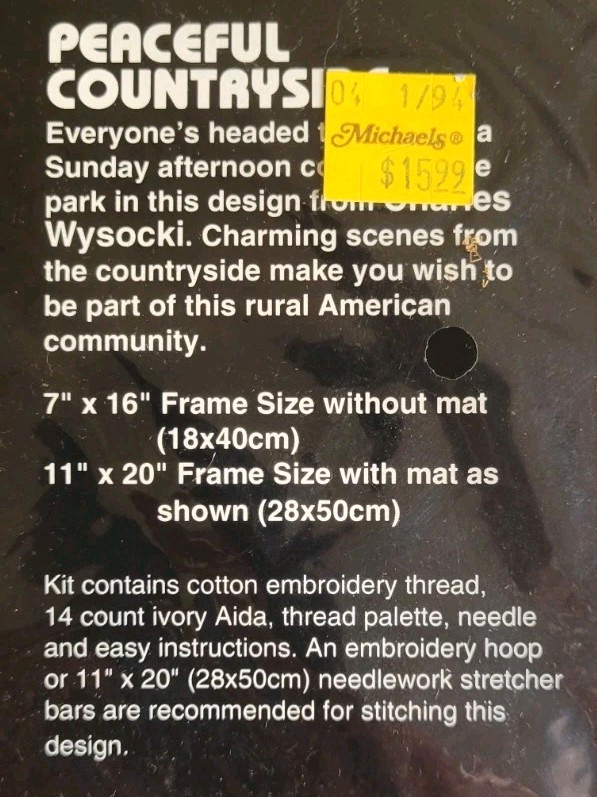 PEACEFUL
COUNTRYSI
04 1/94
Michaels®
$15.99
Everyone's headed a
Sunday afternoon e
park in this design from Charles
Wysocki. Charming scenes from
the countryside make you wish to
be part of this rural American
community.
7" x 16" Frame Size without mat
(18x40cm)
11" x 20" Frame Size with mat as
shown (28x50cm)
Kit contains cotton embroidery thread,
14 count ivory Aida, thread palette, needle
and easy instructions. An embroidery hoop
or 11" x 20" (28x50cm) needlework stretcher
bars are recommended for stitching this
design.